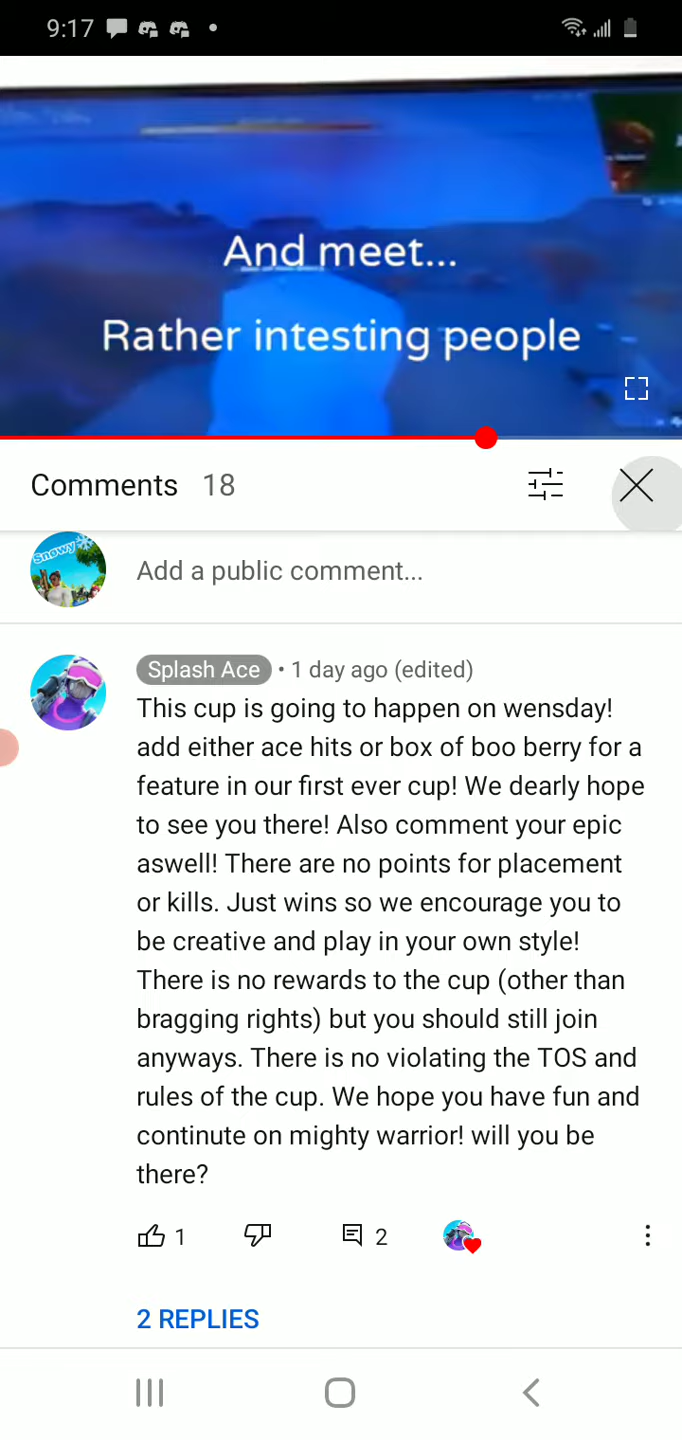 9:17
And meet...
Rather intesting people
Comments 18
Snowy
Add a public comment...
Splash Ace • 1 day ago (edited)
This cup is going to happen on wensday!
add either ace hits or box of boo berry for a
feature in our first ever cup! We dearly hope
to see you there! Also comment your epic
aswell! There are no points for placement
or kills. Just wins so we encourage you to
be creative and play in your own style!
There is no rewards to the cup (other than
bragging rights) but you should still join
anyways. There is no violating the TOS and
rules of the cup. We hope you have fun and
continute on mighty warrior! will you be
there?
1 2
2 REPLIES